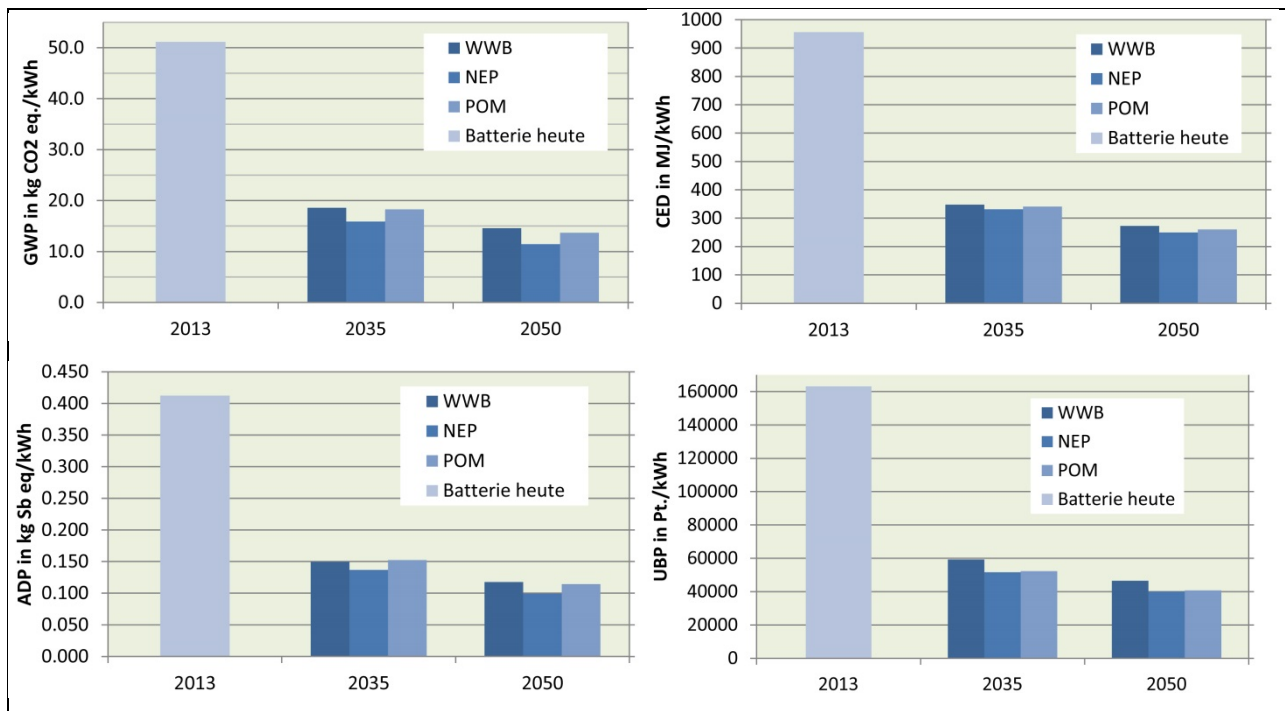 GWP in kg CO2 eq./kWh
50.0
40.0
30.0
20.0
10.0
0.0
WWB
NEP
POM
Batterie heute
2013 2035 2050
CED in MJ/kWh
1000
900
800
700
600
500
400
300
200
100
0
WWB
NEP
POM
Batterie heute
2013 2035 2050
ADP in kg Sb eq/kWh
0.450
0.400
0.350
0.300
0.250
0.200
0.150
0.100
0.050
0.000
WWB
NEP
POM
Batterie heute
2013 2035 2050
UBP in Pt./kWh
160000
140000
120000
100000
80000
60000
40000
20000
0
WWB
NEP
POM
Batterie heute
2013 2035 2050